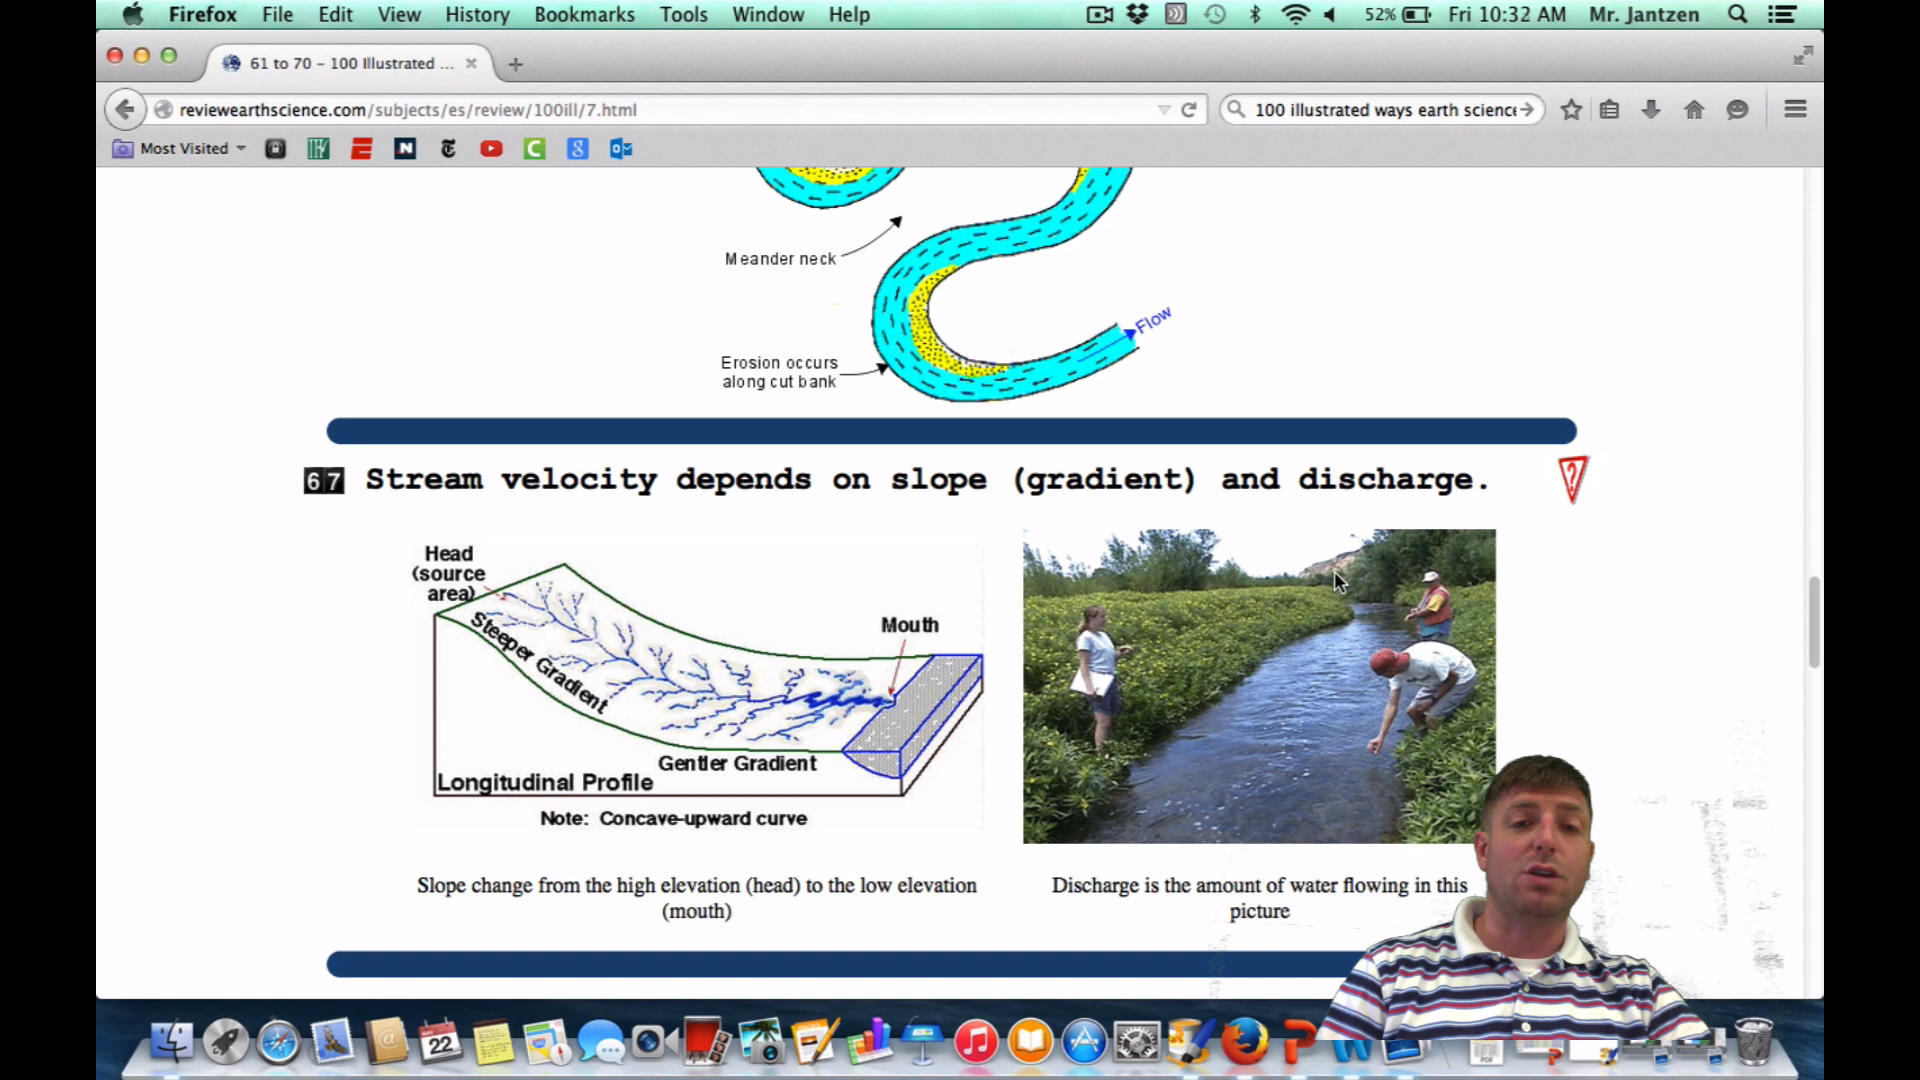 Firefox File Edit View History Bookmarks Tools Window Help 52% Fri 10:32 AM Mr. Jantzen
61 to 70 – 100 Illustrated ...
reviewearthscience.com/subjects/es/review/100ill/7.html 100 illustrated ways earth science
Most Visited
Meander neck
Flow
Erosion occurs
along cut bank
67 Stream velocity depends on slope (gradient) and discharge. ?
Head
(source
area)
Steeper Gradient
Mouth
Gentler Gradient
Longitudinal Profile
Note: Concave-upward curve
Slope change from the high elevation (head) to the low elevation
(mouth)
Discharge is the amount of water flowing in this
picture
22